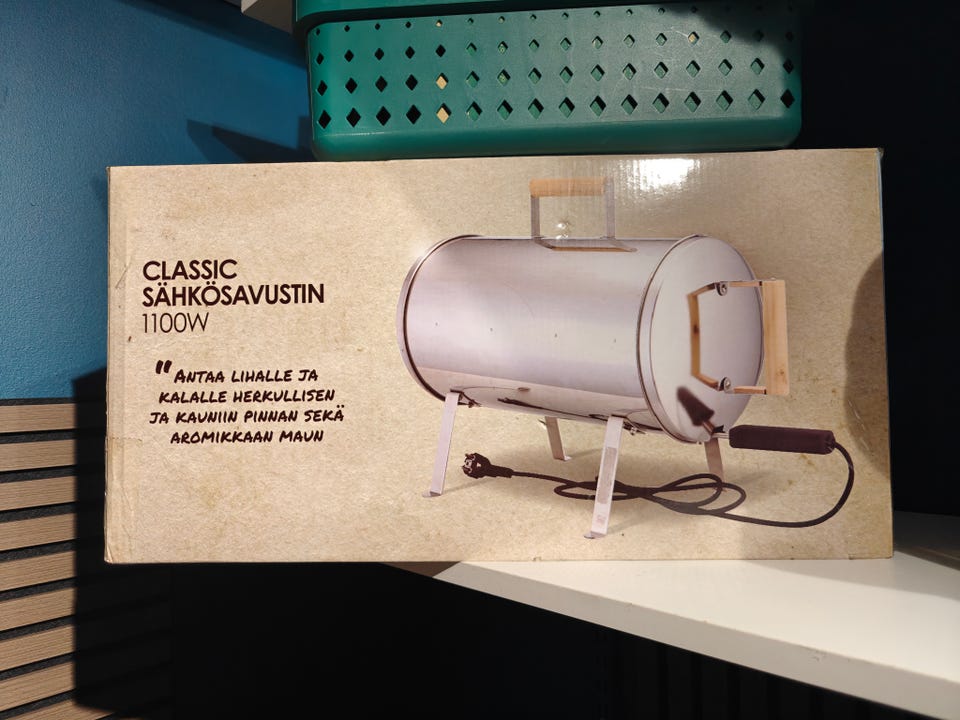 CLASSIC
SÄHKÖSAVUSTIN
1100W
" ANTAA LIHALLE JA
KALALLE HERKULLISEN
JA KAUNIIN PINNAN SEKÄ
AROMIKKAAN MAUN